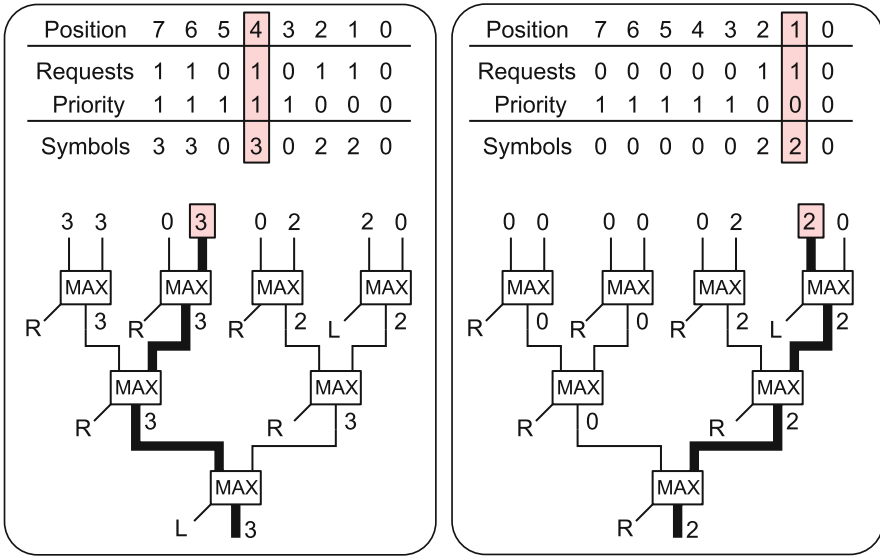 Position 7 6 5 4 3 2 1 0
Requests 1 1 0 1 0 1 1 0
Priority 1 1 1 1 1 0 0 0
Symbols 3 3 0 3 0 2 2 0
3 3 0 3 0 2 2 0
MAX MAX MAX MAX
R 3 R 3 R 2 L 2
MAX MAX
R 3 R 3
MAX
L 3
Position 7 6 5 4 3 2 1 0
Requests 0 0 0 0 0 1 1 0
Priority 1 1 1 1 1 0 0 0
Symbols 0 0 0 0 0 2 2 0
0 0 0 0 0 2 2 0
MAX MAX MAX MAX
R 0 R 0 R 2 L 2
MAX MAX
R 0 R 2
MAX
R 2